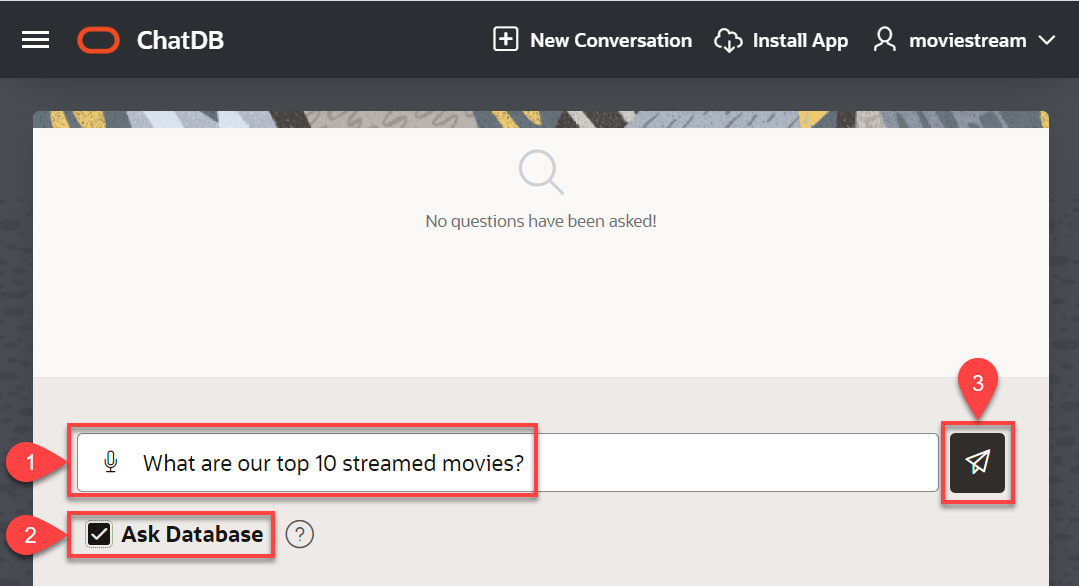 ChatDB New Conversation Install App moviestream
No questions have been asked!
3
1 What are our top 10 streamed movies?
2 Ask Database ?